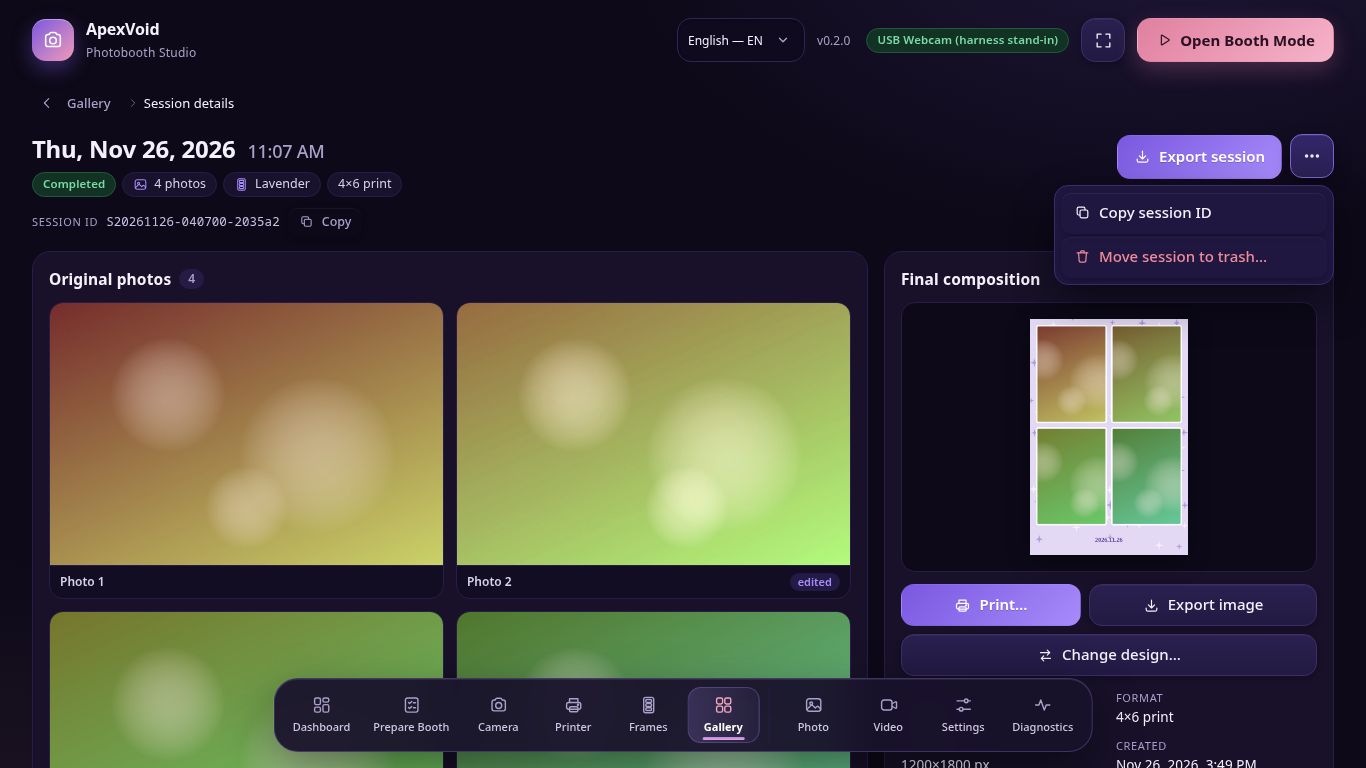 ApexVoid
Photobooth Studio
English — EN
v0.2.0
USB Webcam (harness stand-in)
Open Booth Mode
Gallery
Session details
Thu, Nov 26, 2026 11:07 AM
Export session
Completed
4 photos
Lavender
4×6 print
SESSION ID S20261126-040700-2035a2
Copy
Copy session ID
Move session to trash...
Original photos 4
Final composition
2026.11.26
Photo 1
Photo 2
edited
Print...
Export image
Change design...
FORMAT
4×6 print
CREATED
Nov 26, 2026, 3:49 PM
1200×1800 px
Dashboard
Prepare Booth
Camera
Printer
Frames
Gallery
Photo
Video
Settings
Diagnostics